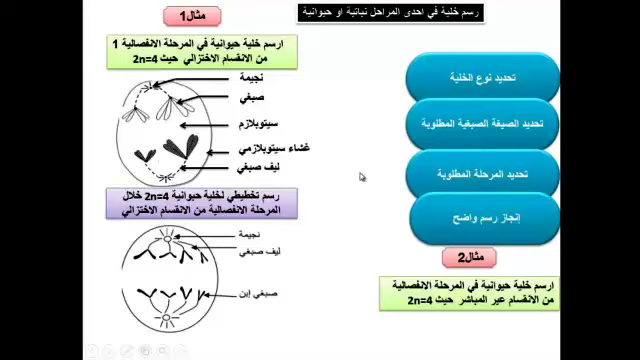 رسم خلية في احدى المراحل نباتية او حيوانية
مثال1
ارسم خلية حيوانية في المرحلة الانفصالية 1
من الانقسام الاختزالي حيث 2n=4
نجيمة
صبغي
سيتوبلازم
غشاء سيتوبلازمي
ليف صبغي
رسم تخطيطي لخلية حيوانية 2n=4 خلال
المرحلة الانفصالية من الانقسام الاختزالي
نجيمة
ليف صبغي
صبغي إبن
تحديد نوع الخلية
تحديد الصيغة الصبغية المطلوبة
تحديد المرحلة المطلوبة
إنجاز رسم واضح
مثال2
ارسم خلية حيوانية في المرحلة الانفصالية
من الانقسام غير المباشر حيث 2n=4